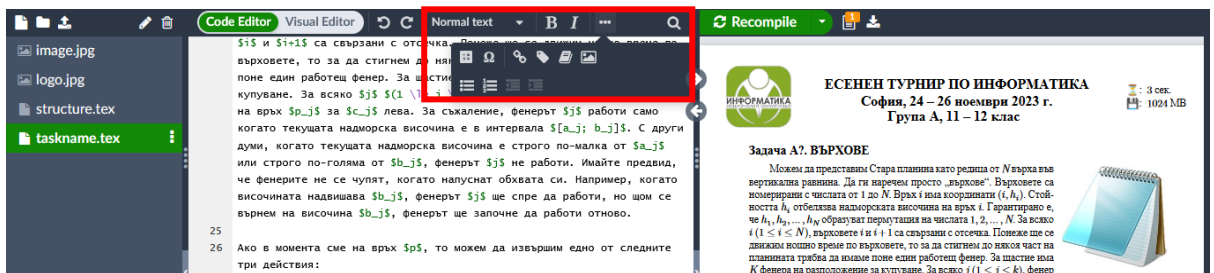 Code Editor Visual Editor Normal text B I ... Recompile 1
image.jpg
logo.jpg
structure.tex
taskname.tex
Ω
$i$ и $i+1$ са свързани с отсечка.
върховете, то за да стигнем до
поне един работещ фенер. За щастие
купуване. За всяко $j$ $(1
на връх $p_j$ за $c_j$ лева. За съжаление, фенерът $j$ работи само
когато текущата надморска височина е в интервала $[a_j; b_j]$. С други
думи, когато текущата надморска височина е строго по-малка от $a_j$
или строго по-голяма от $b_j$, фенерът $j$ не работи. Имайте предвид,
че фенерите не се чупят, когато напуснат обхвата си. Например, когато
височината надвишава $b_j$, фенерът $j$ ще спре да работи, но щом се
върнем на височина $b_j$, фенерът ще започне да работи отново.
25
26 Ако в момента сме на връх $p$, то можем да извършим едно от следните
три действия:
ИНФОРМАТИКА
ЕСЕНЕН ТУРНИР ПО ИНФОРМАТИКА
София, 24 – 26 ноември 2023 г.
Група А, 11 – 12 клас
: 3 сек.
: 1024 MB
Задача А?. ВЪРХОВЕ
Можем да представим Стара планина като редица от N върха във
вертикална равнина. Да ги наречем просто „върхове“. Върховете са
номерирани с числата от 1 до N. Връх i има координати (i, hᵢ). Стой-
ността hᵢ отбелязва надморската височина на връх i. Гарантирано е,
че h₁, h₂, … , h_N образуват пермутация на числата 1, 2, … , N. За всяко
i (1 ≤ i ≤ N), върховете i и i + 1 са свързани с отсечка. Понеже ще се
движим нощно време по върховете, то за да стигнем до някоя част на
планината трябва да имаме поне един работещ фенер. За щастие има
K фенера на разположение за купуване. За всяко j (1 ≤ j ≤ k), фенер